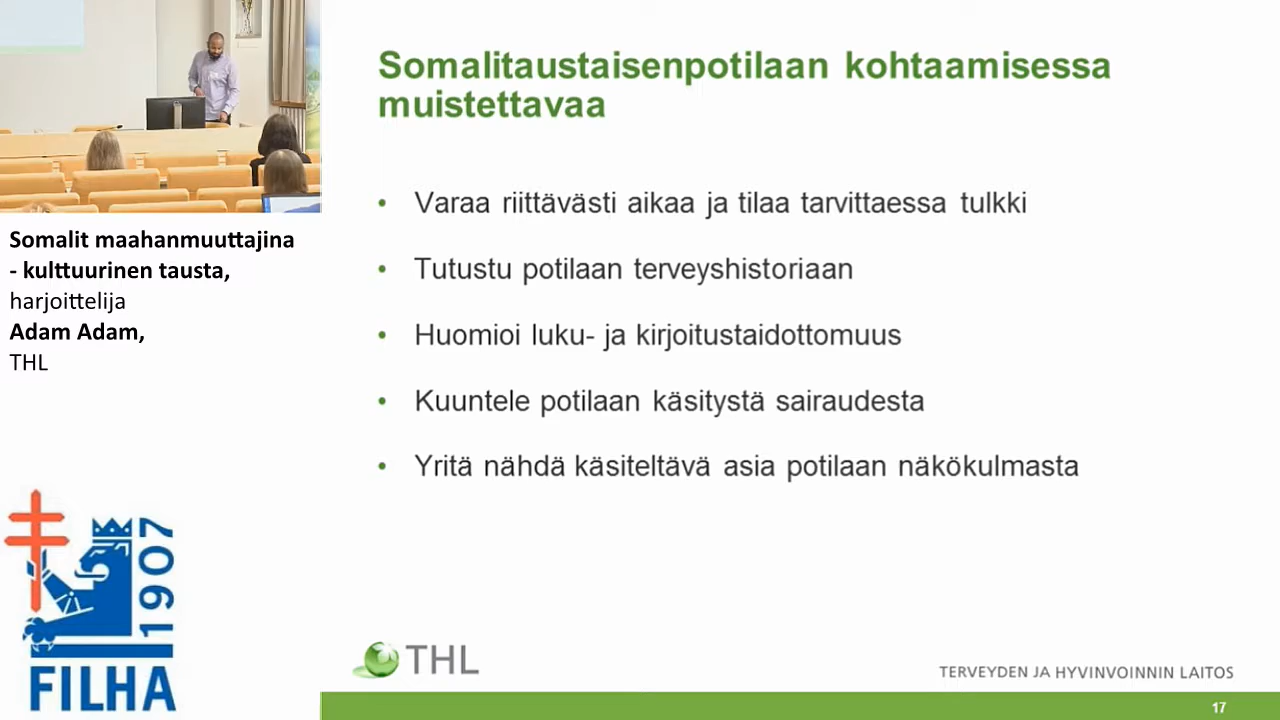 Somalitaustaisenpotilaan kohtaamisessa
muistettavaa
• Varaa riittävästi aikaa ja tilaa tarvittaessa tulkki
• Tutustu potilaan terveyshistoriaan
• Huomioi luku- ja kirjoitustaidottomuus
• Kuuntele potilaan käsitystä sairaudesta
• Yritä nähdä käsiteltävä asia potilaan näkökulmasta
Somalit maahanmuuttajina
- kulttuurinen tausta,
harjoittelija
Adam Adam,
THL
1907
FILHA
THL
TERVEYDEN JA HYVINVOINNIN LAITOS
17